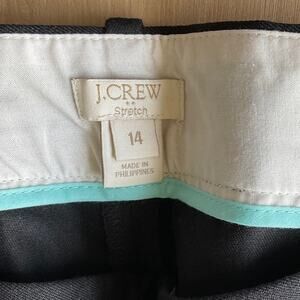 J.CREW
Stretch
14
MADE IN
PHILIPPINES